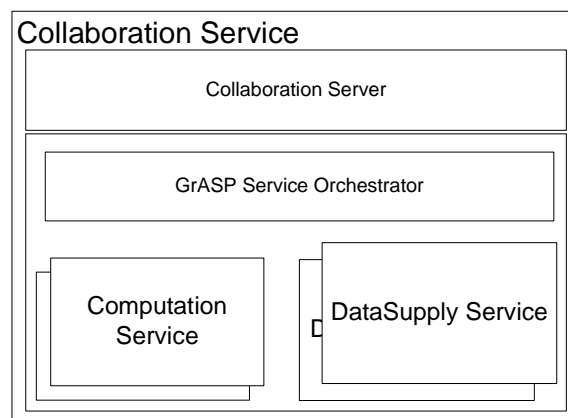 Collaboration Service
Collaboration Server
GrASP Service Orchestrator
Computation
Service
DataSupply Service